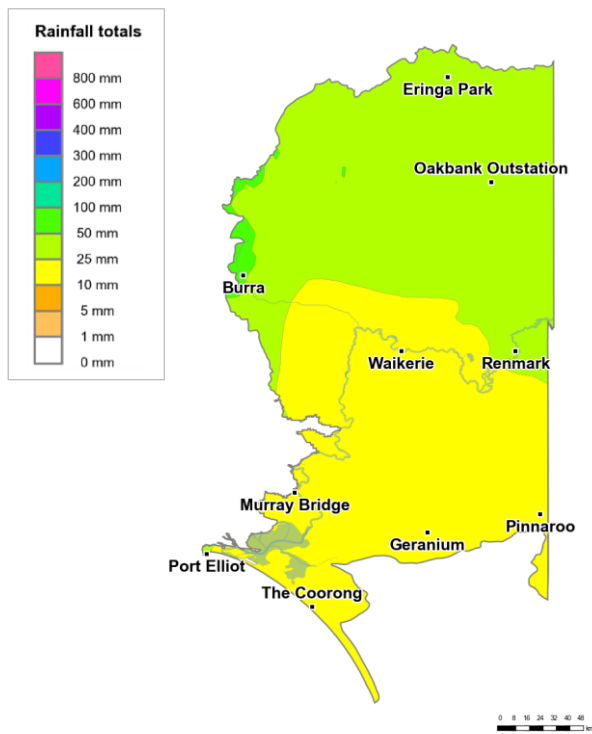 Rainfall totals
800 mm
600 mm
400 mm
300 mm
200 mm
100 mm
50 mm
25 mm
10 mm
5 mm
1 mm
0 mm
Eringa Park
Oakbank Outstation
Burra
Waikerie
Renmark
Murray Bridge
Pinnaroo
Geranium
Port Elliot
The Coorong
0 8 16 24 32 40 48
km